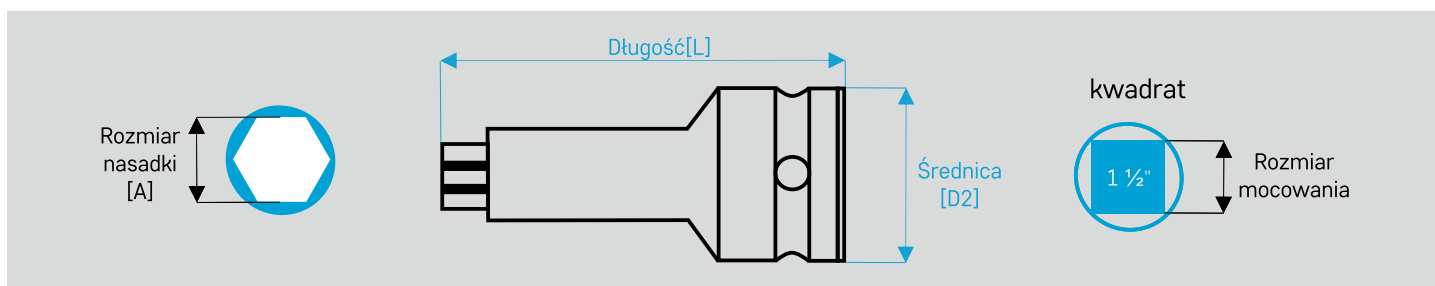 Rozmiar
nasadki
[A]
Długość[L]
Średnica
[D2]
kwadrat
1 ½"
Rozmiar
mocowania